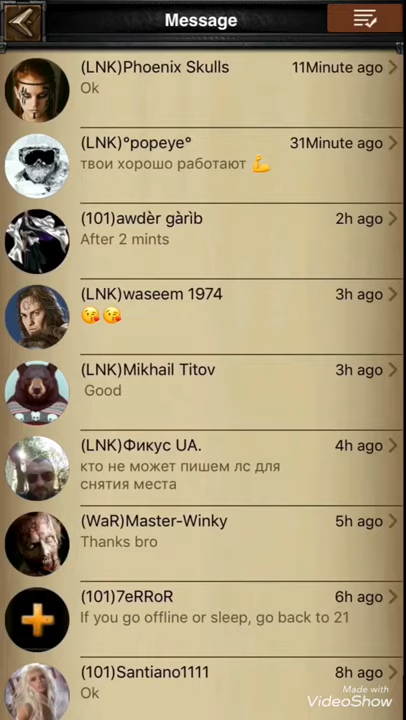 Message
(LNK)Phoenix Skulls
11Minute ago
Ok
(LNK)°popeye°
31Minute ago
твои хорошо работают 💪
(101)awdèr gàrìb
2h ago
After 2 mints
(LNK)waseem 1974
3h ago
😘😘
(LNK)Mikhail Titov
3h ago
Good
(LNK)Фикус UA.
4h ago
кто не может пишем лс для
снятия места
(WaR)Master-Winky
5h ago
Thanks bro
(101)7eRRoR
6h ago
If you go offline or sleep, go back to 21
(101)Santiano1111
8h ago
Ok
Made with
VideoShow